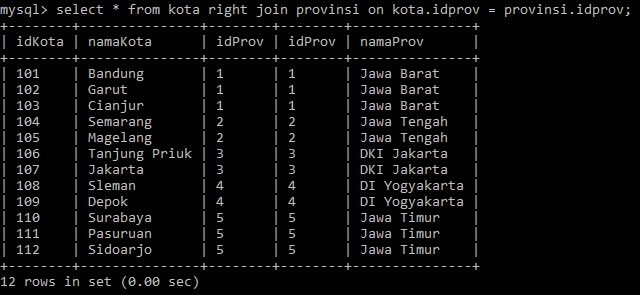 mysql> select * from kota right join provinsi on kota.idprov = provinsi.idprov;
+--------+---------------+--------+--------+---------------+
| idKota | namaKota      | idProv | idProv | namaProv      |
+--------+---------------+--------+--------+---------------+
| 101    | Bandung       | 1      | 1      | Jawa Barat    |
| 102    | Garut         | 1      | 1      | Jawa Barat    |
| 103    | Cianjur       | 1      | 1      | Jawa Barat    |
| 104    | Semarang      | 2      | 2      | Jawa Tengah   |
| 105    | Magelang      | 2      | 2      | Jawa Tengah   |
| 106    | Tanjung Priuk | 3      | 3      | DKI Jakarta   |
| 107    | Jakarta       | 3      | 3      | DKI Jakarta   |
| 108    | Sleman        | 4      | 4      | DI Yogyakarta |
| 109    | Depok         | 4      | 4      | DI Yogyakarta |
| 110    | Surabaya      | 5      | 5      | Jawa Timur    |
| 111    | Pasuruan      | 5      | 5      | Jawa Timur    |
| 112    | Sidoarjo      | 5      | 5      | Jawa Timur    |
+--------+---------------+--------+--------+---------------+
12 rows in set (0.00 sec)